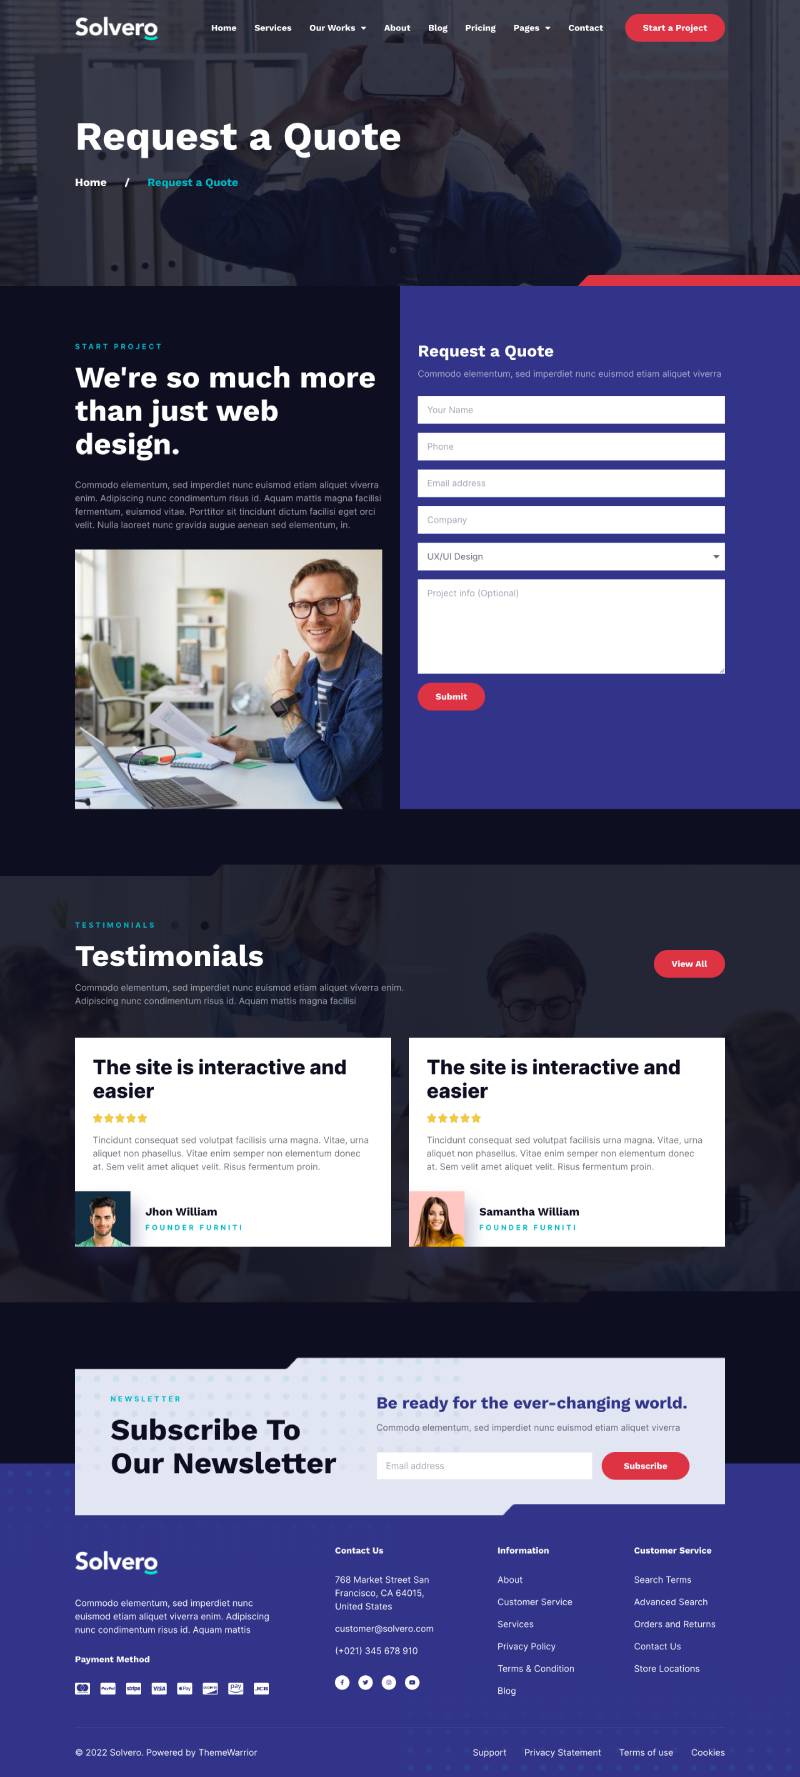 Solvero
Home Services Our Works About Blog Pricing Pages Contact Start a Project
Request a Quote
Home / Request a Quote
START PROJECT
We're so much more
than just web
design.
Commodo elementum, sed imperdiet nunc euismod etiam aliquet viverra
enim. Adipiscing nunc condimentum risus id. Aquam mattis magna facilisi
fermentum, euismod vitae. Porttitor sit tincidunt dictum facilisi eget orci
velit. Nulla laoreet nunc gravida augue aenean sed elementum, in.
Request a Quote
Commodo elementum, sed imperdiet nunc euismod etiam aliquet viverra
Your Name
Phone
Email address
Company
UX/UI Design
Project info (Optional)
Submit
TESTIMONIALS
Testimonials
Commodo elementum, sed imperdiet nunc euismod etiam aliquet viverra enim.
Adipiscing nunc condimentum risus id. Aquam mattis magna facilisi
View All
The site is interactive and
easier
Tincidunt consequat sed volutpat facilisis urna magna. Vitae, urna
aliquet non phasellus. Vitae enim semper non elementum donec
at. Sem velit amet aliquet velit. Risus fermentum proin.
Jhon William
FOUNDER FURNITI
The site is interactive and
easier
Tincidunt consequat sed volutpat facilisis urna magna. Vitae, urna
aliquet non phasellus. Vitae enim semper non elementum donec
at. Sem velit amet aliquet velit. Risus fermentum proin.
Samantha William
FOUNDER FURNITI
NEWSLETTER
Subscribe To
Our Newsletter
Be ready for the ever-changing world.
Commodo elementum, sed imperdiet nunc euismod etiam aliquet viverra
Email address
Subscribe
Solvero
Commodo elementum, sed imperdiet nunc
euismod etiam aliquet viverra enim. Adipiscing
nunc condimentum risus id. Aquam mattis
Payment Method
PayPal stripe VISA Pay pay JCB
Contact Us
768 Market Street San
Francisco, CA 64015,
United States
customer@solvero.com
(+021) 345 678 910
Information
About
Customer Service
Services
Privacy Policy
Terms & Condition
Blog
Customer Service
Search Terms
Advanced Search
Orders and Returns
Contact Us
Store Locations
© 2022 Solvero. Powered by ThemeWarrior
Support Privacy Statement Terms of use Cookies